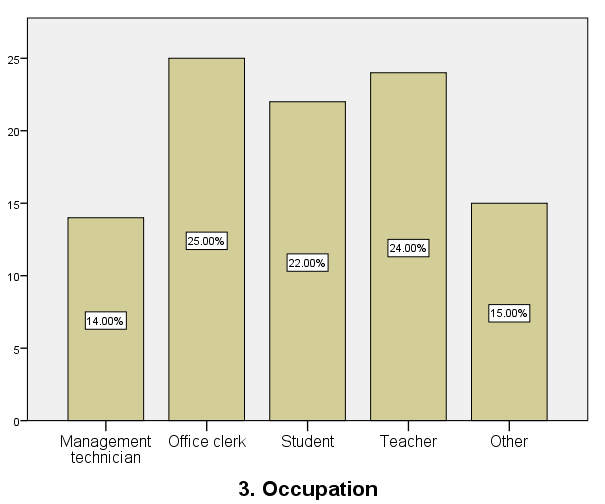 25
20
15
10
5
0
14.00%
25.00%
22.00%
24.00%
15.00%
Management
technician
Office clerk
Student
Teacher
Other
3. Occupation